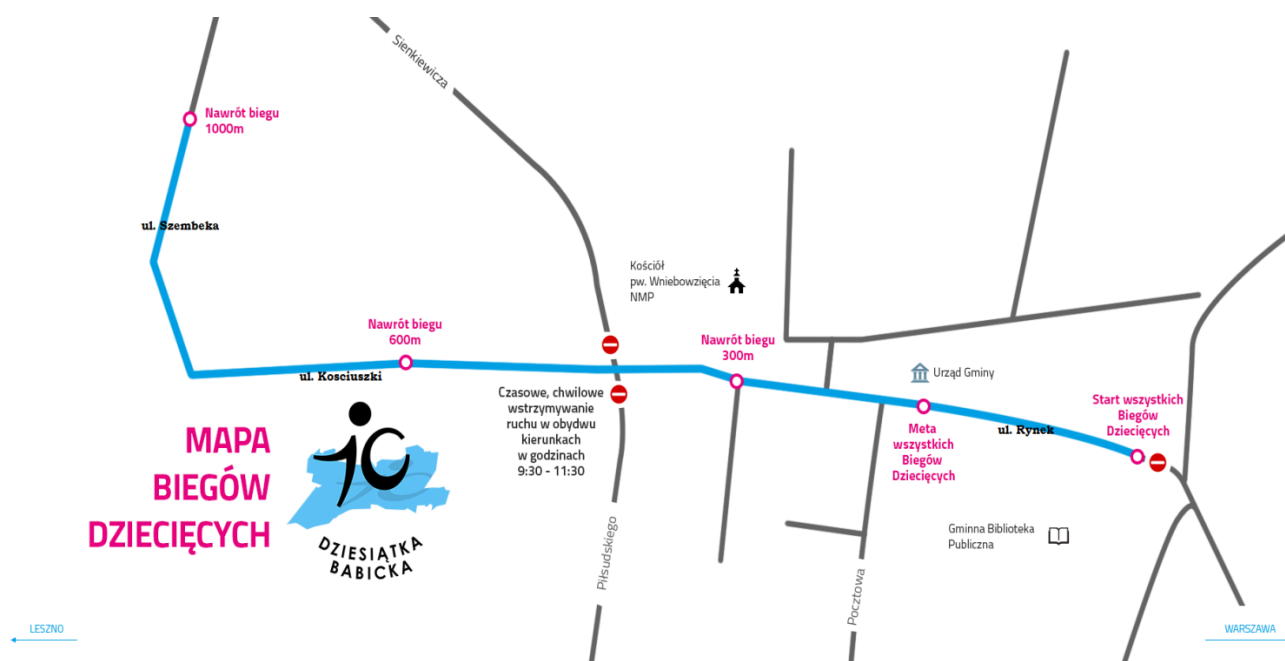 Sienkiewicza
Nawrót biegu
1000m
ul. Szembeka
Kościół
pw. Wniebowzięcia
NMP
Nawrót biegu
600m
Nawrót biegu
300m
ul. Kosciuszki
Urząd Gminy
Czasowe, chwilowe
wstrzymywanie
ruchu w obydwu
kierunkach
w godzinach
9:30 - 11:30
Start wszystkich
Biegów
Dziecięcych
ul. Rynek
Meta
wszystkich
Biegów
Dziecięcych
MAPA
BIEGÓW
DZIECIĘCYCH
10
DZIESIĄTKA
BABICKA
Piłsudskiego
Pocztowa
Gminna Biblioteka
Publiczna
LESZNO
WARSZAWA